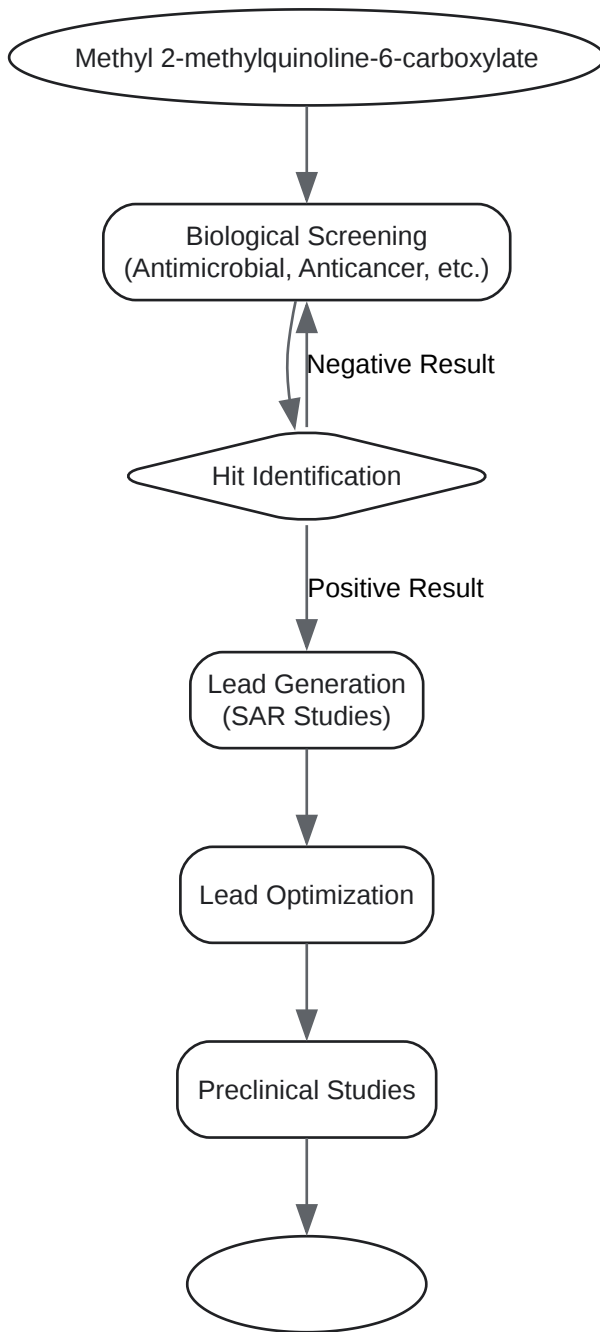 Methyl 2-methylquinoline-6-carboxylate
Biological Screening
(Antimicrobial, Anticancer, etc.)
Negative Result
Hit Identification
Positive Result
Lead Generation
(SAR Studies)
Lead Optimization
Preclinical Studies